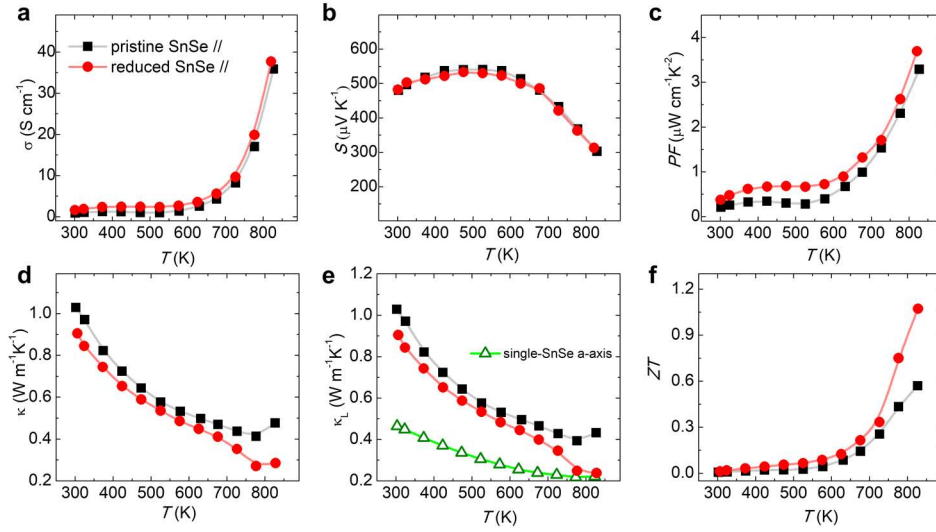 a
pristine SnSe //
reduced SnSe //
σ (S cm⁻¹)
40
20
0
300 400 500 600 700 800
T (K)
b
S (μV K⁻¹)
600
500
400
300
200
300 400 500 600 700 800
T (K)
c
PF (μW cm⁻¹K⁻²)
4
3
2
1
0
300 400 500 600 700 800
T (K)
d
κ (W m⁻¹K⁻¹)
1.2
1.0
0.8
0.6
0.4
0.2
300 400 500 600 700 800
T (K)
e
single-SnSe a-axis
κL (W m⁻¹K⁻¹)
1.2
1.0
0.8
0.6
0.4
0.2
300 400 500 600 700 800
T (K)
f
ZT
1.2
0.9
0.6
0.3
0.0
300 400 500 600 700 800
T (K)